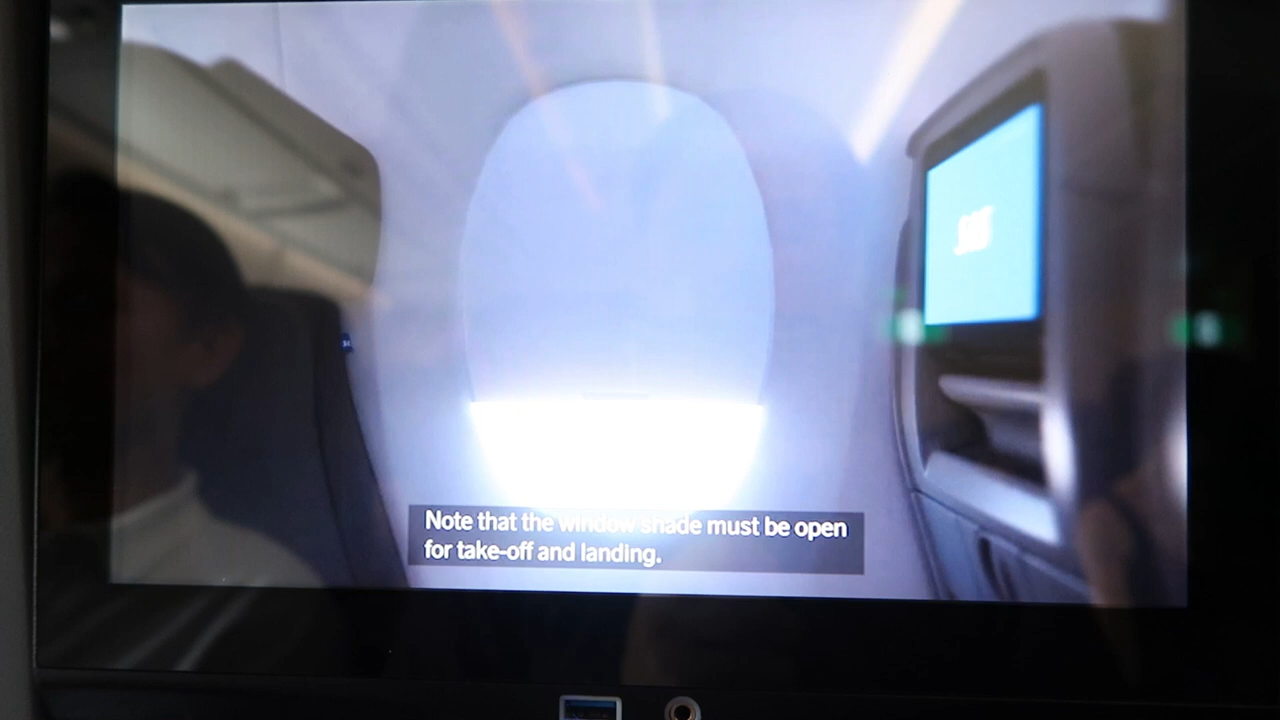 Note that the window shade must be open
for take-off and landing.